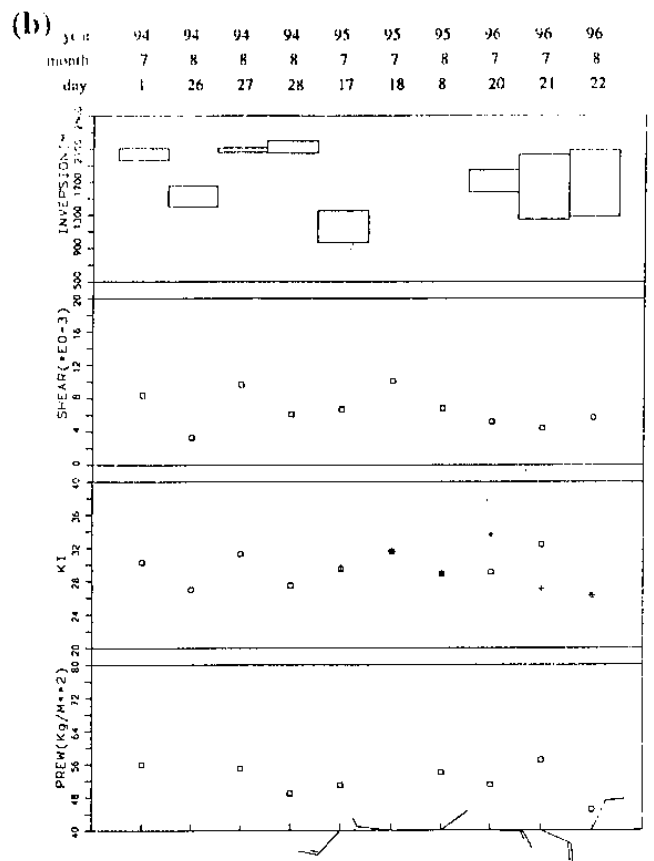 (b)
94 94 94 94 95 95 95 96 96 96
month 7 8 8 8 7 7 8 7 7 8
day 1 26 27 28 17 18 8 20 21 22
500 900 1300 1700 2100
SHEAR(*E0-3)
0 4 8 12 16 20
KI
20 24 28 32 36 40
PREW(Kg/M**2)
40 48 56 64 72 80